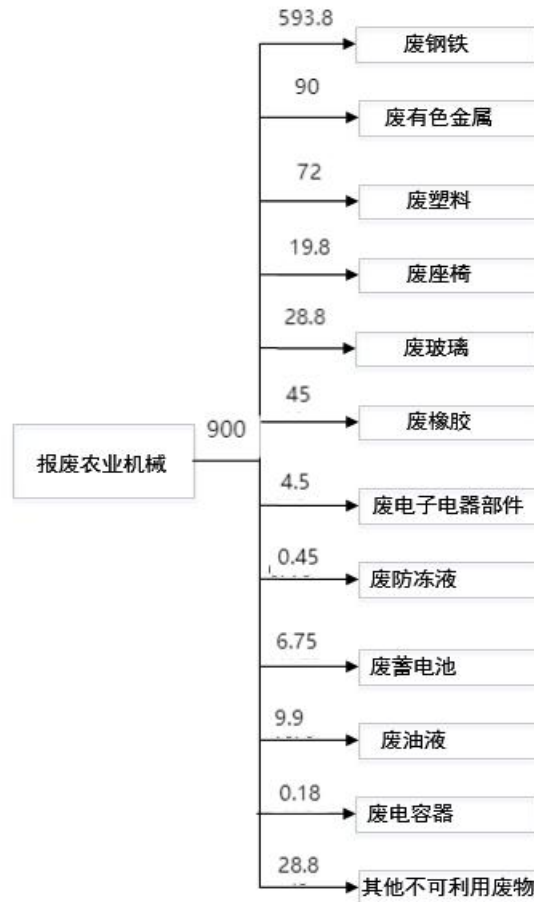 593.8
废钢铁
90
废有色金属
72
废塑料
19.8
废座椅
28.8
废玻璃
45
废橡胶
900
报废农业机械
4.5
废电子电器部件
0.45
废防冻液
6.75
废蓄电池
9.9
废油液
0.18
废电容器
28.8
其他不可利用废物